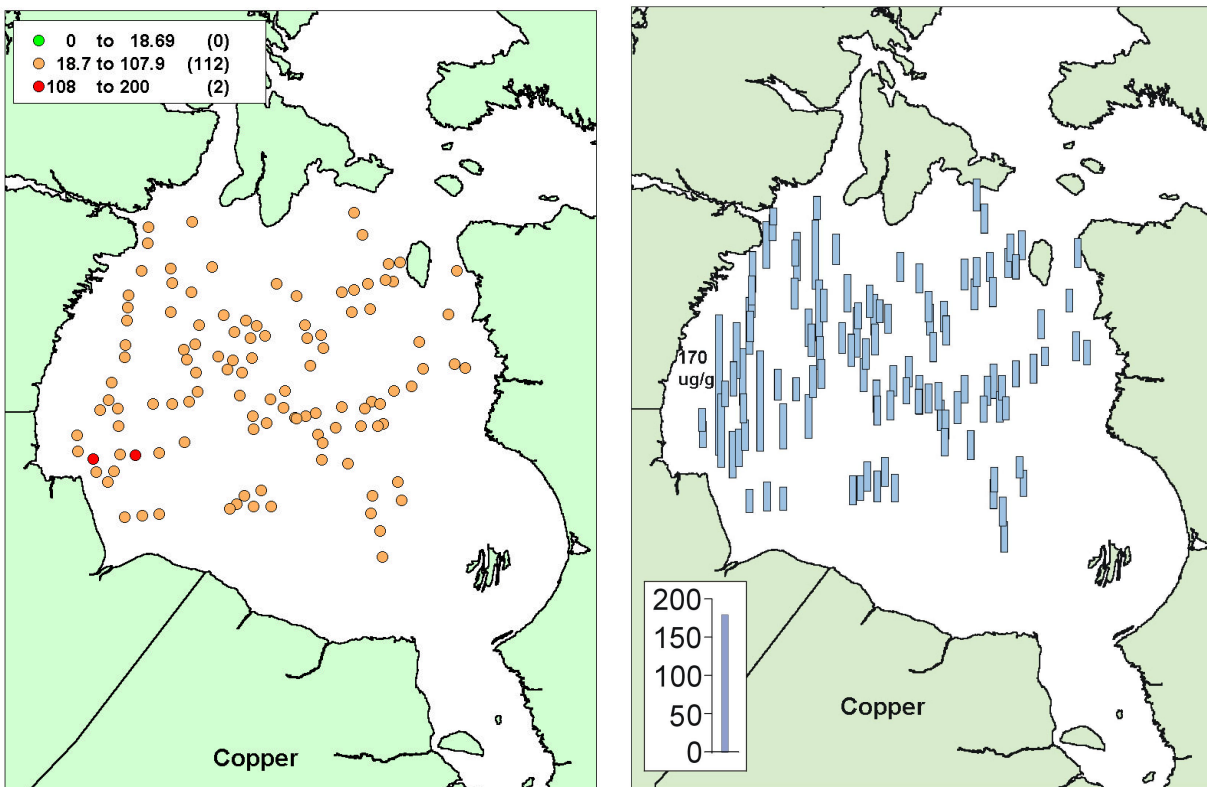 0 to 18.69 (0)
18.7 to 107.9 (112)
108 to 200 (2)
Copper
170
ug/g
200
150
100
50
0
Copper